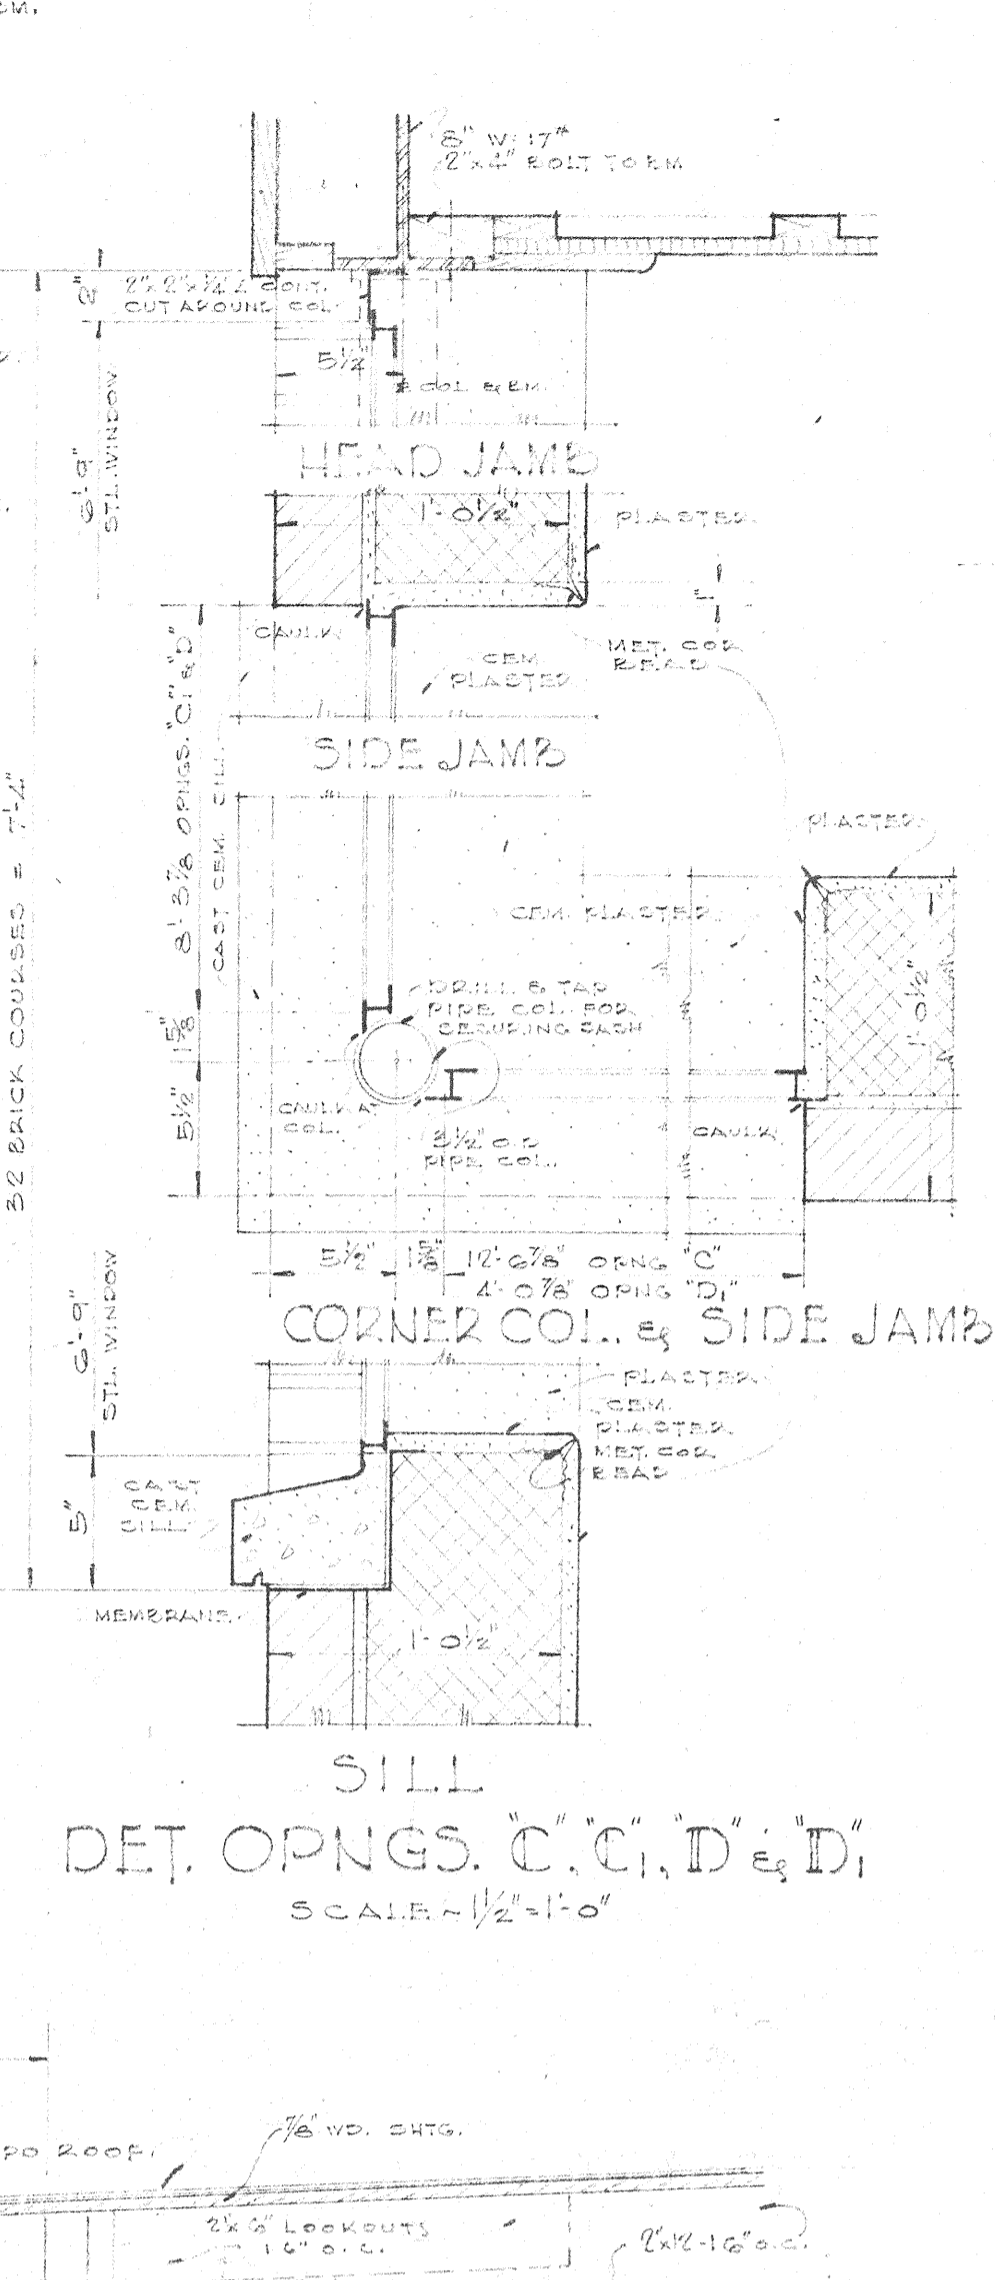 8" W 17#
2"x4" BOLT TO BM
2"
2"x2"x1/4" L CONT.
CUT AROUND COL.
5 1/2"
COL & BM.
6'-9"
STL. WINDOW
HEAD JAMB
1'-0 1/2"
PLASTER
CAULK
MET. COR
BEAD
CEM.
PLASTER
SIDE JAMB
8'-3 7/8" OPNGS. "C1" & "D"
CAST CEM. SILL
32 BRICK COURSES = 7'-4"
PLASTER
CEM. PLASTER
1'-0 1/2"
DRILL & TAP
PIPE COL. FOR
SECURING SASH
1 5/8"
5 1/2"
CAULK AT
COL.
3 1/2" O.D
PIPE COL.
CAULK
5 1/2" 1 5/8" 12'-6 7/8" OPNG "C"
4'-0 7/8" OPNG "D1"
CORNER COL. & SIDE JAMB
6'-9"
STL. WINDOW
PLASTER
CEM.
PLASTER
MET. COR
BEAD
5"
CAST
CEM.
SILL
MEMBRANE
1'-0 1/2"
SILL
DET. OPNGS. "C", "C1", "D" & "D1"
SCALE ~ 1 1/2" = 1'-0"
7/8" WD. SHTG.
ROOF.
2"x6" LOOKOUTS
16" O.C.
2"x12-16" O.C.